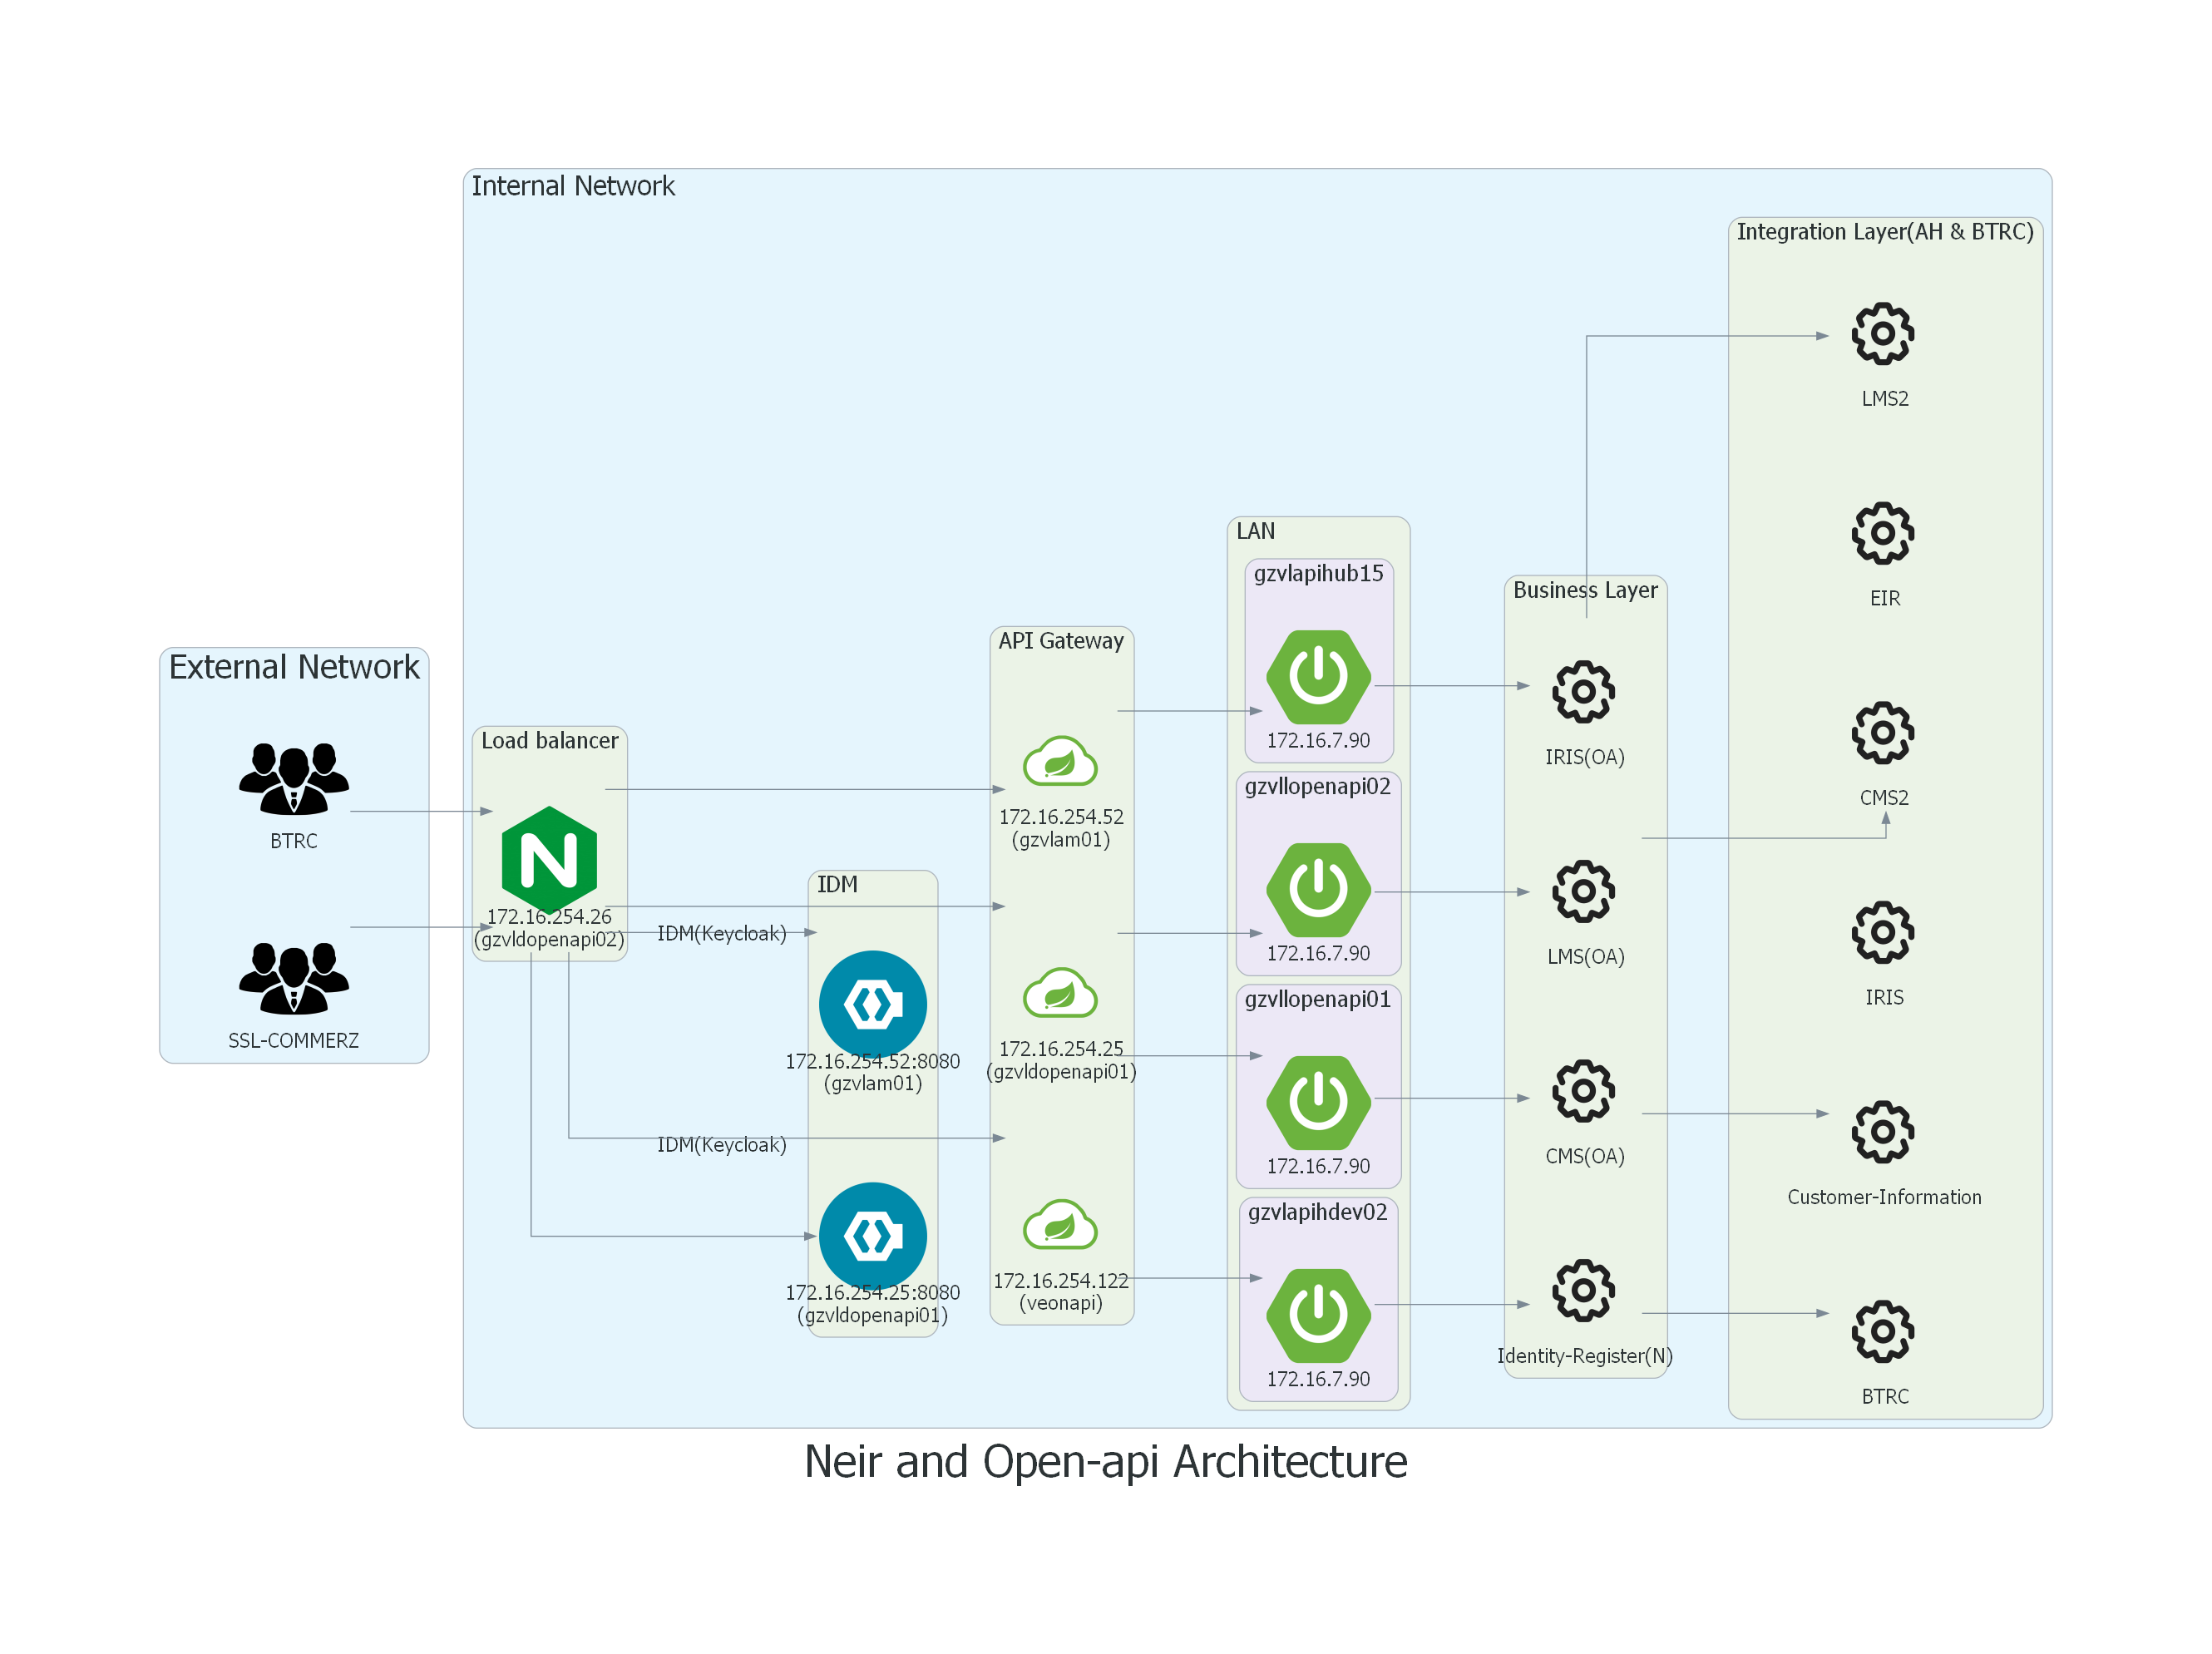 Internal Network
Integration Layer(AH & BTRC)
LMS2
EIR
CMS2
IRIS
Customer-Information
BTRC
External Network
BTRC
SSL-COMMERZ
Load balancer
172.16.254.26
(gzvldopenapi02)
IDM(Keycloak)
IDM(Keycloak)
IDM
172.16.254.52:8080
(gzvlam01)
172.16.254.25:8080
(gzvldopenapi01)
API Gateway
172.16.254.52
(gzvlam01)
172.16.254.25
(gzvldopenapi01)
172.16.254.122
(veonapi)
LAN
gzvlapihub15
172.16.7.90
gzvllopenapi02
172.16.7.90
gzvllopenapi01
172.16.7.90
gzvlapihdev02
172.16.7.90
Business Layer
IRIS(OA)
LMS(OA)
CMS(OA)
Identity-Register(N)
Neir and Open-api Architecture